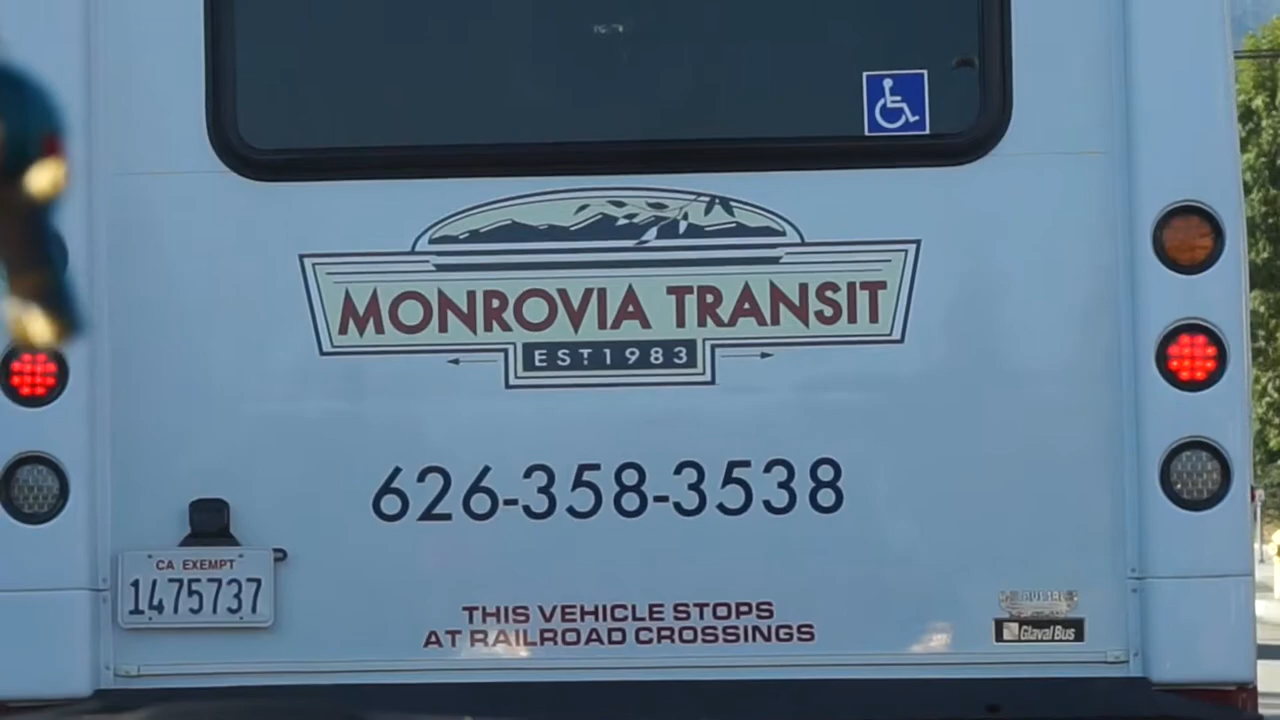 MONROVIA TRANSIT
EST 1983
626-358-3538
CA EXEMPT
1475737
THIS VEHICLE STOPS
AT RAILROAD CROSSINGS
Glaval Bus